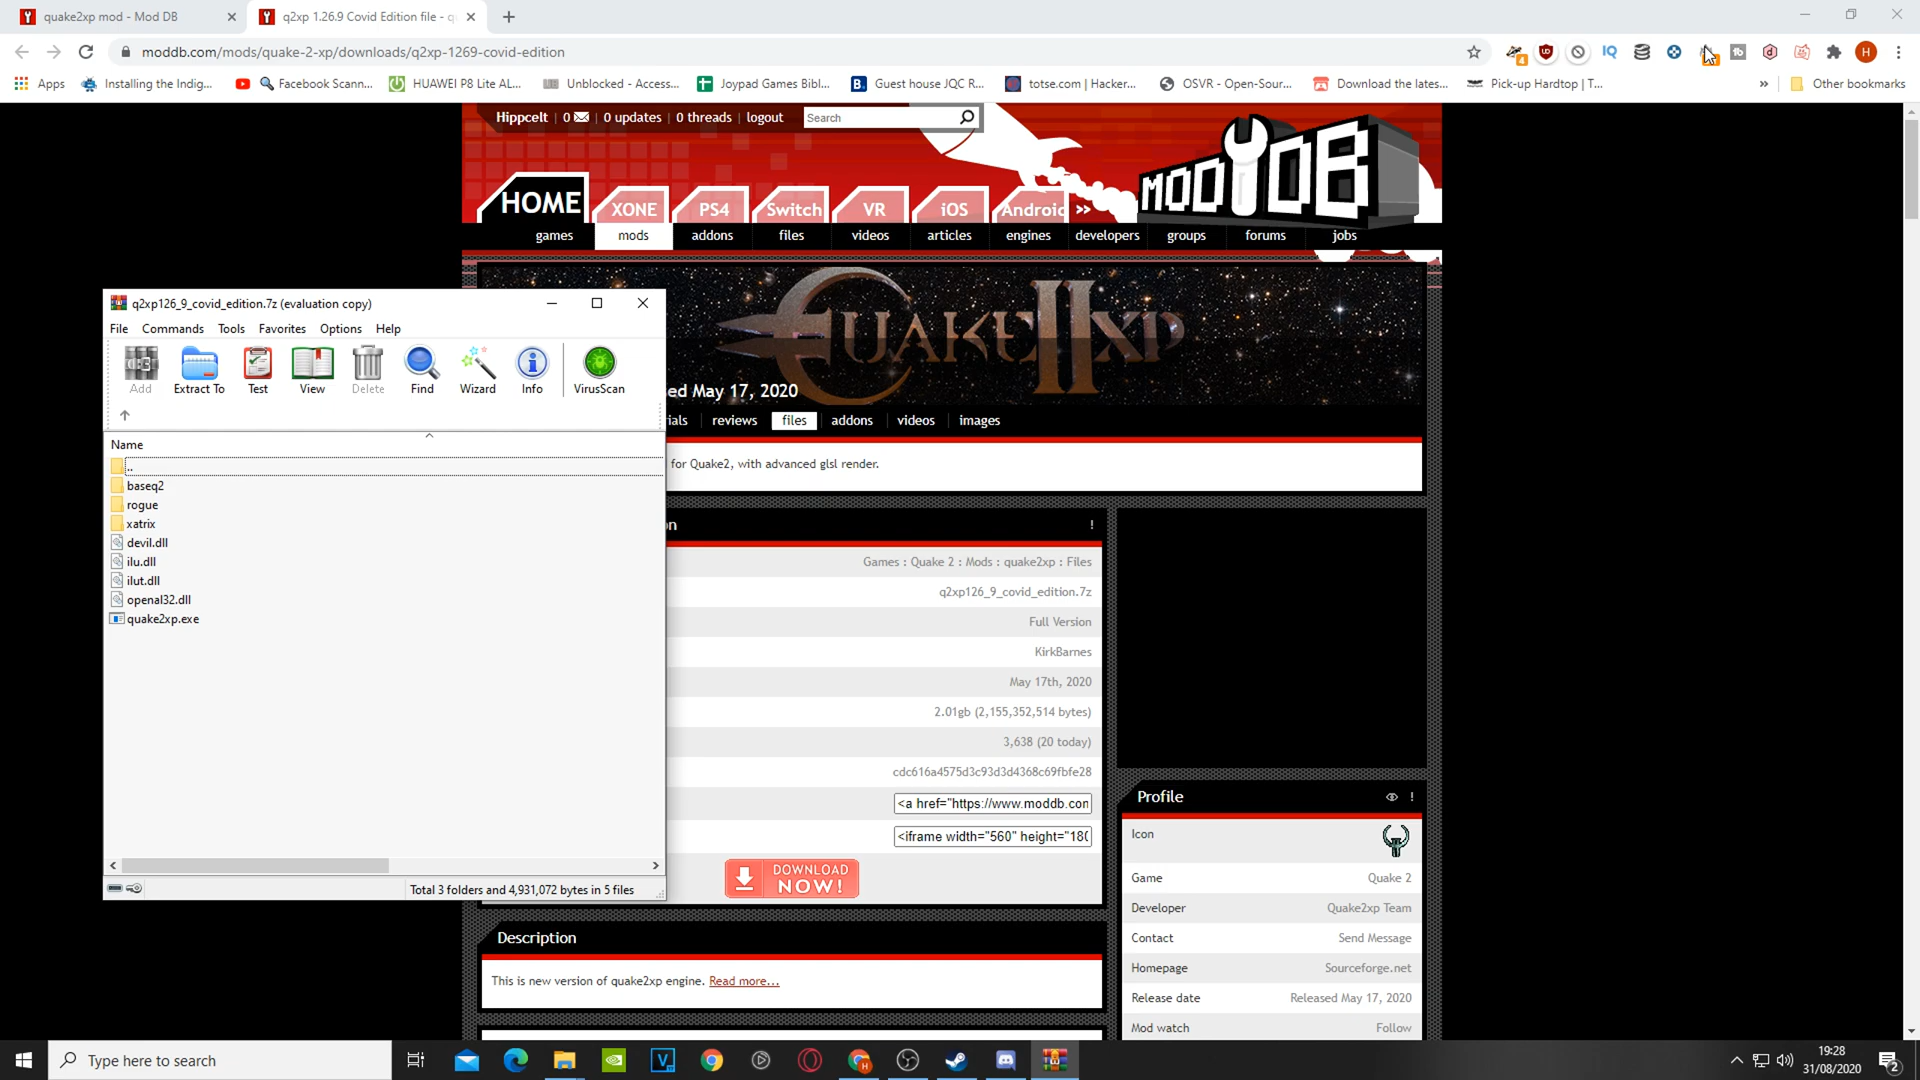 quake2xp mod - Mod DB
q2xp 1.26.9 Covid Edition file - q
moddb.com/mods/quake-2-xp/downloads/q2xp-1269-covid-edition
Apps
Installing the Indig...
Facebook Scann...
HUAWEI P8 Lite AL...
Unblocked - Access...
Joypad Games Bibl...
Guest house JQC R...
totse.com | Hacker...
OSVR - Open-Sour...
Download the lates...
Pick-up Hardtop | T...
»
Other bookmarks
Hippcelt | 0 | 0 updates | 0 threads | logout
Search
MOD DB
HOME XONE PS4 Switch VR iOS Android >>
games mods addons files videos articles engines developers groups forums jobs
QUAKE II XP
ed May 17, 2020
ials reviews files addons videos images
for Quake2, with advanced glsl render.
q2xp126_9_covid_edition.7z (evaluation copy)
File Commands Tools Favorites Options Help
Add Extract To Test View Delete Find Wizard Info VirusScan
Name
..
baseq2
rogue
xatrix
devil.dll
ilu.dll
ilut.dll
openal32.dll
quake2xp.exe
Total 3 folders and 4,931,072 bytes in 5 files
on !
Games : Quake 2 : Mods : quake2xp : Files
q2xp126_9_covid_edition.7z
Full Version
KirkBarnes
May 17th, 2020
2.01gb (2,155,352,514 bytes)
3,638 (20 today)
cdc616a4575d3c93d3d4368c69fbfe28
<a href="https://www.moddb.con
<iframe width="560" height="180
DOWNLOAD
NOW!
Description
This is new version of quake2xp engine. Read more...
Profile !
Icon
Game Quake 2
Developer Quake2xp Team
Contact Send Message
Homepage Sourceforge.net
Release date Released May 17, 2020
Mod watch Follow
Type here to search
19:28
31/08/2020
2